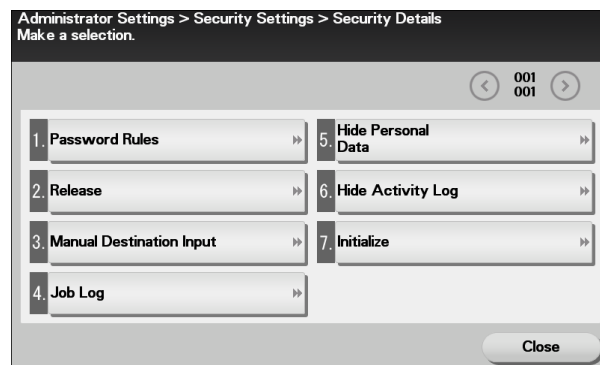 Administrator Settings > Security Settings > Security Details
Make a selection.
001
001
1. Password Rules
2. Release
3. Manual Destination Input
4. Job Log
5. Hide Personal
Data
6. Hide Activity Log
7. Initialize
Close